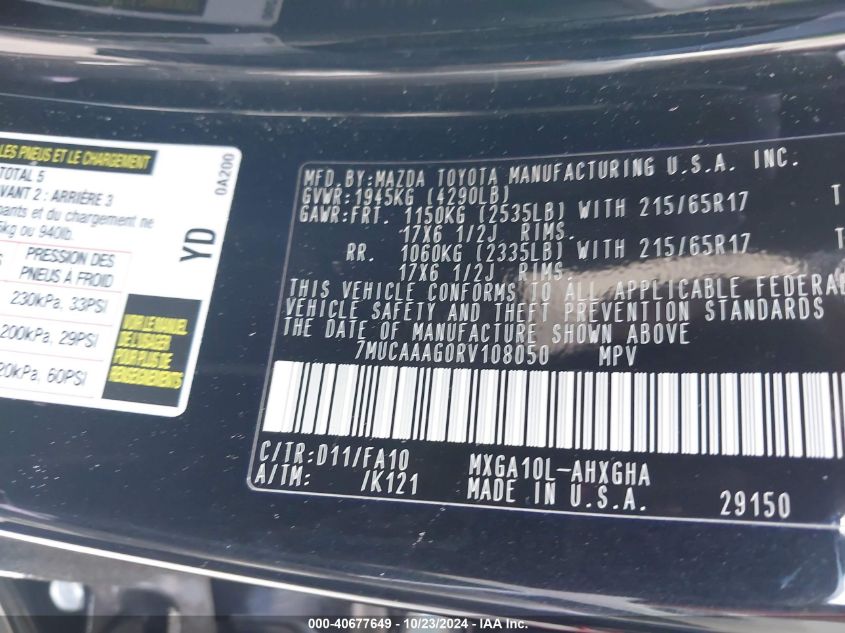 LES PNEUS ET LE CHARGEMENT
TOTAL 5
AVANT 2 : ARRIÈRE 3
et du chargement ne
kg ou 940lb.
PRESSION DES
PNEUS À FROID
230kPa, 33PSI
200kPa, 29PSI
20kPa, 60PSI
0A200
YD
VOIR LE MANUEL
DE L'USAGER
POUR PLUS DE
RENSEIGNEMENTS
MFD.BY:MAZDA TOYOTA MANUFACTURING U.S.A. INC.
GVWR:1945KG (4290LB)
GAWR:FRT. 1150KG (2535LB) WITH 215/65R17
17X6 1/2J RIMS.
RR. 1060KG (2335LB) WITH 215/65R17
17X6 1/2J RIMS.
THIS VEHICLE CONFORMS TO ALL APPLICABLE FEDERAL
VEHICLE SAFETY AND THEFT PREVENTION STANDARDS
THE DATE OF MANUFACTURE SHOWN ABOVE
7MUCAAAG0RV108050 MPV
C/TR:D11/FA10 MXGA10L-AHXGHA
A/TM: /K121 MADE IN U.S.A. 29150
000-40677649 - 10/23/2024 - IAA Inc.